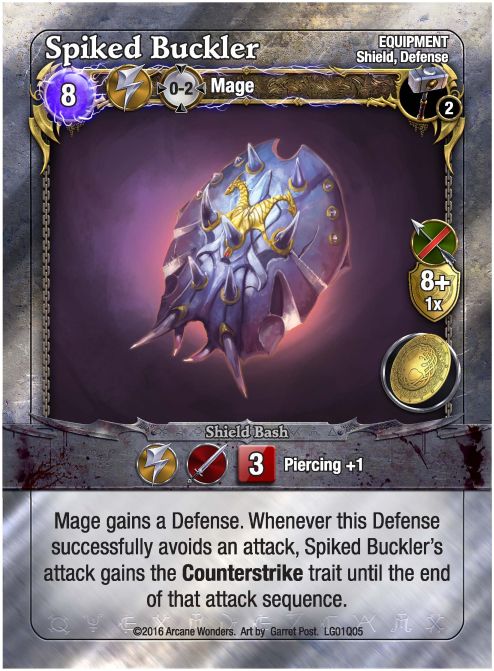 Spiked Buckler
EQUIPMENT
Shield, Defense
8
0-2 Mage
2
8+
1x
Shield Bash
3 Piercing +1
Mage gains a Defense. Whenever this Defense
successfully avoids an attack, Spiked Buckler's
attack gains the Counterstrike trait until the end
of that attack sequence.
©2016 Arcane Wonders. Art by Garret Post. LG01Q05